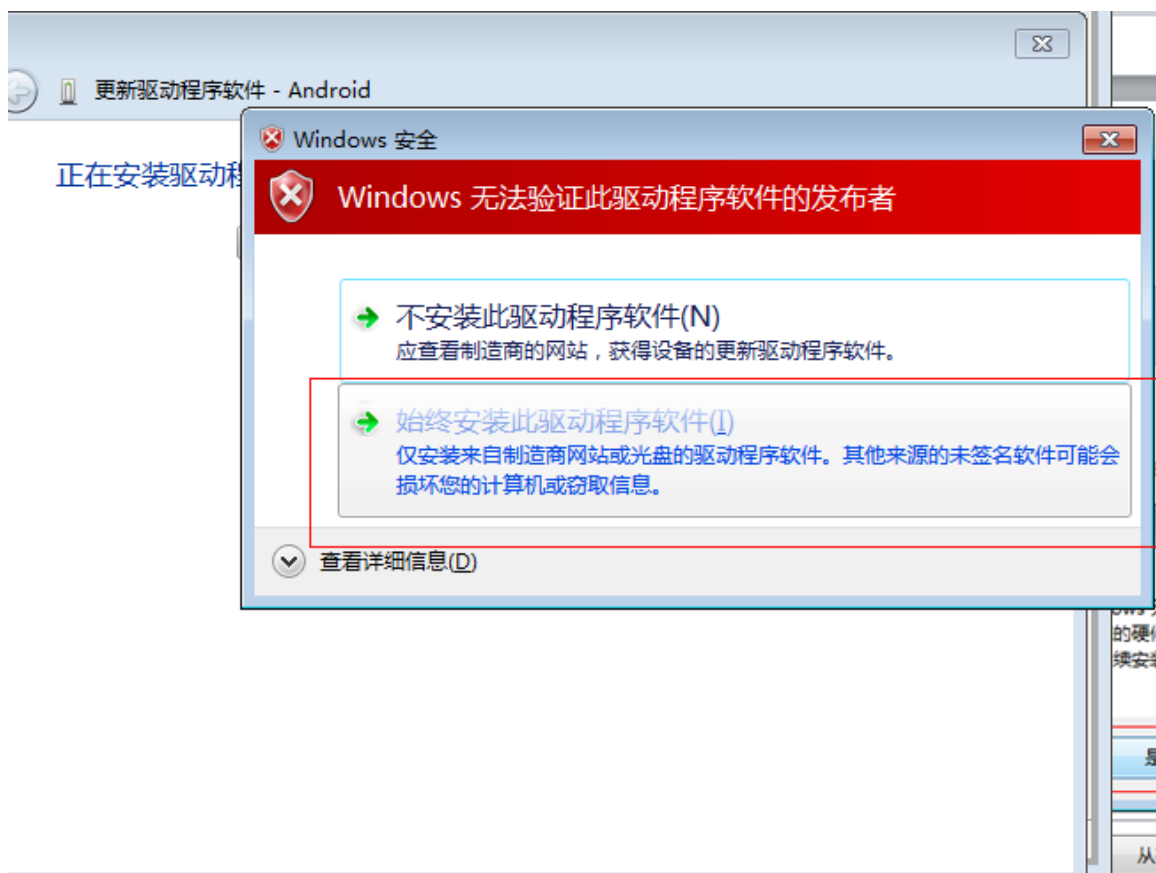 更新驱动程序软件 - Android
正在安装驱动程
Windows 安全
Windows 无法验证此驱动程序软件的发布者
不安装此驱动程序软件(N)
应查看制造商的网站，获得设备的更新驱动程序软件。
始终安装此驱动程序软件(I)
仅安装来自制造商网站或光盘的驱动程序软件。其他来源的未签名软件可能会
损坏您的计算机或窃取信息。
查看详细信息(D)
的硬
续安
是
从